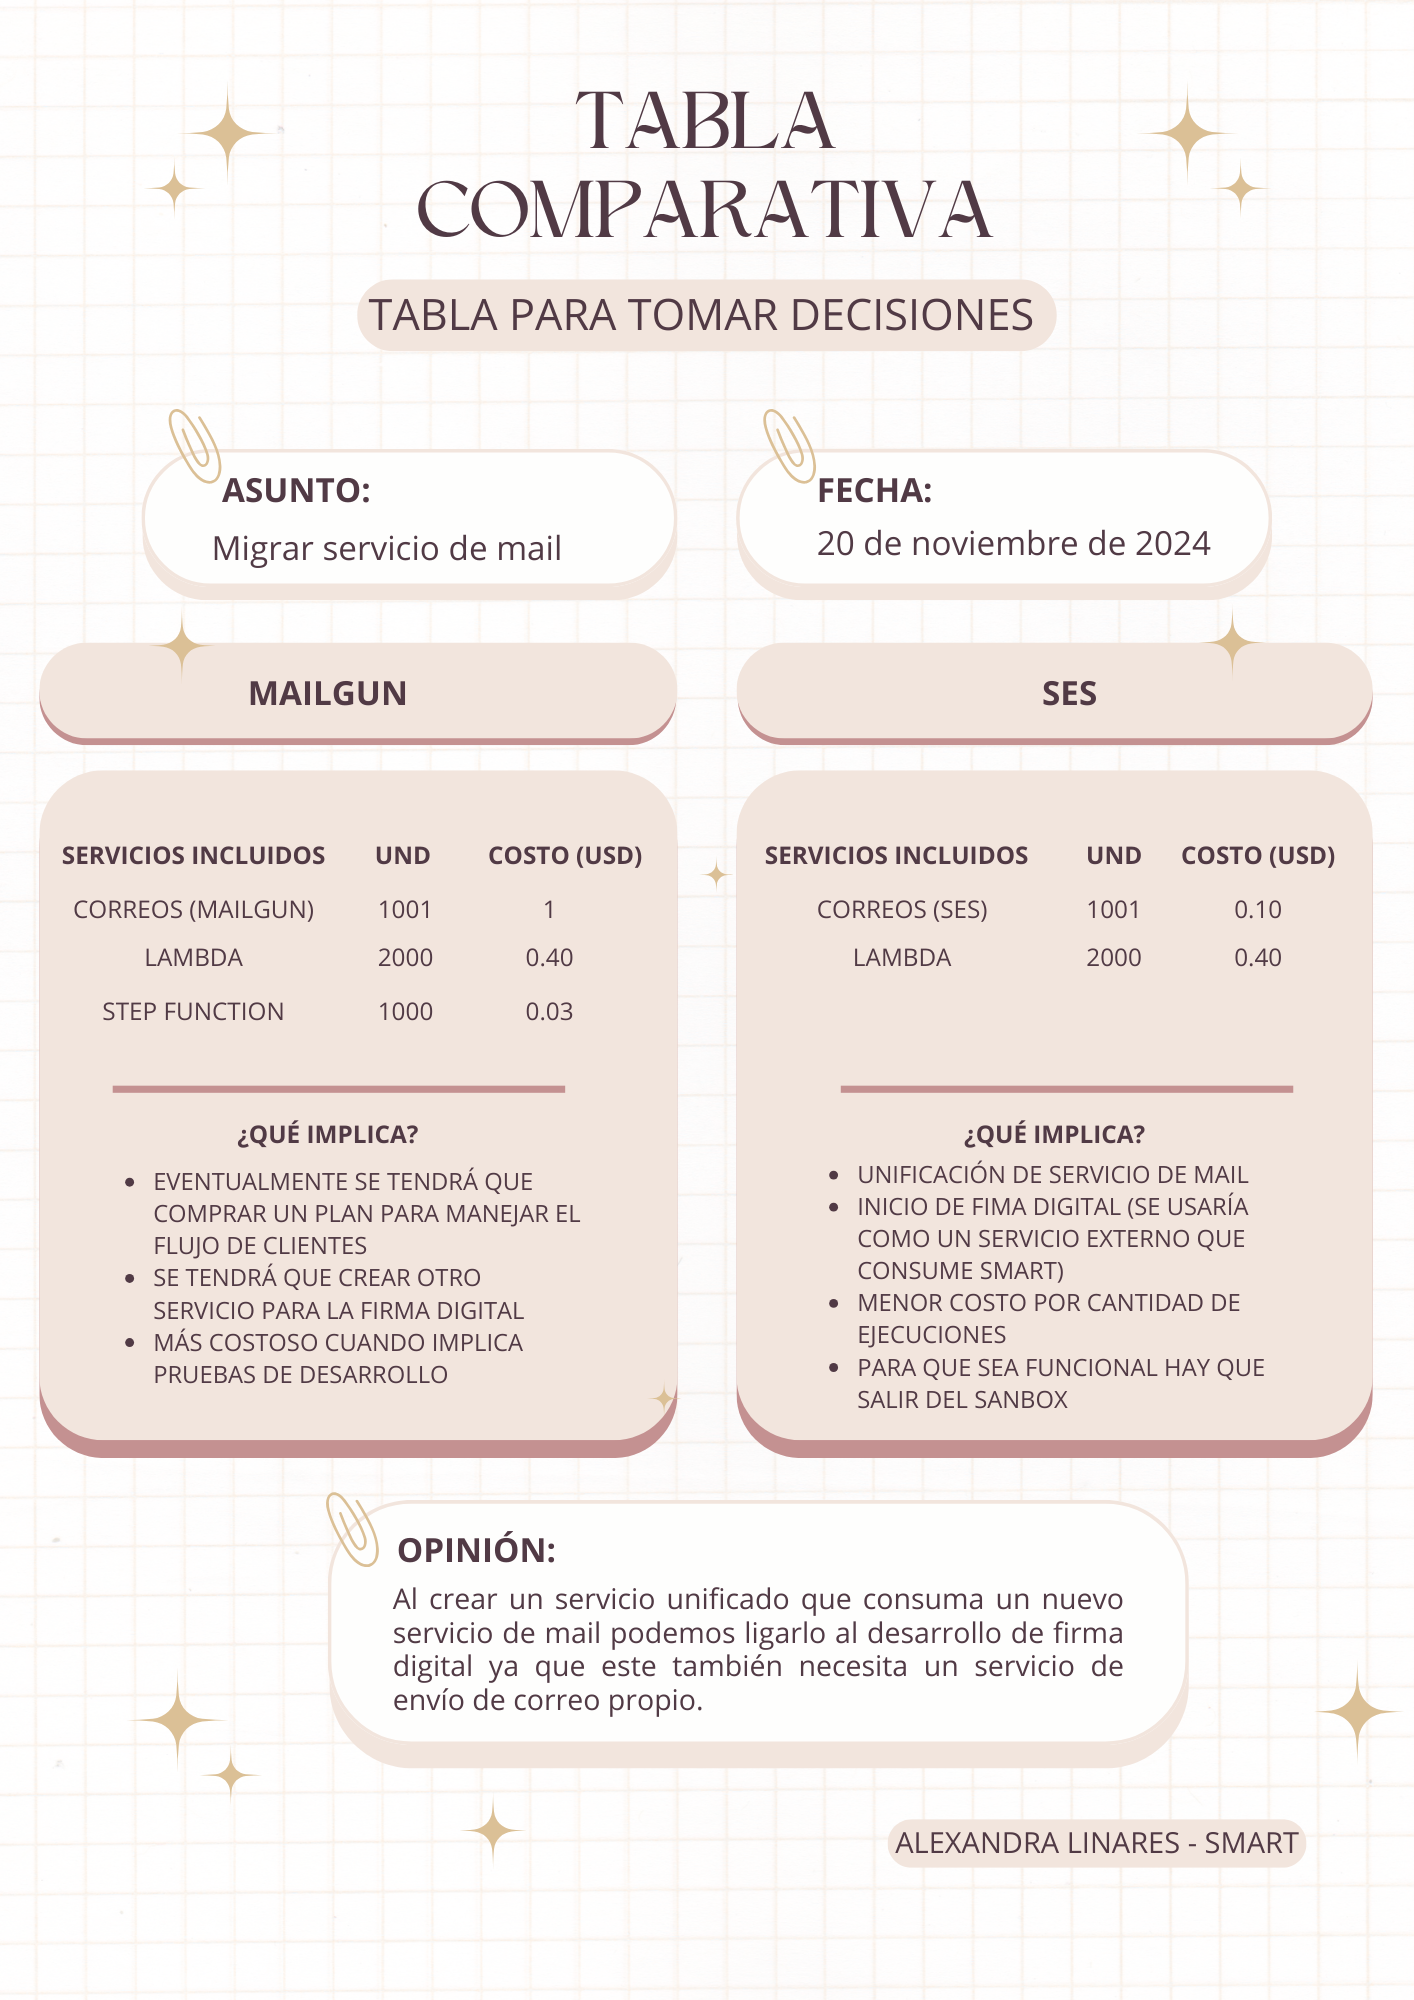 TABLA
COMPARATIVA
TABLA PARA TOMAR DECISIONES
ASUNTO:
Migrar servicio de mail
FECHA:
20 de noviembre de 2024
MAILGUN
SERVICIOS INCLUIDOS UND COSTO (USD)
CORREOS (MAILGUN) 1001 1
LAMBDA 2000 0.40
STEP FUNCTION 1000 0.03
¿QUÉ IMPLICA?
• EVENTUALMENTE SE TENDRÁ QUE
COMPRAR UN PLAN PARA MANEJAR EL
FLUJO DE CLIENTES
• SE TENDRÁ QUE CREAR OTRO
SERVICIO PARA LA FIRMA DIGITAL
• MÁS COSTOSO CUANDO IMPLICA
PRUEBAS DE DESARROLLO
SES
SERVICIOS INCLUIDOS UND COSTO (USD)
CORREOS (SES) 1001 0.10
LAMBDA 2000 0.40
¿QUÉ IMPLICA?
• UNIFICACIÓN DE SERVICIO DE MAIL
• INICIO DE FIMA DIGITAL (SE USARÍA
COMO UN SERVICIO EXTERNO QUE
CONSUME SMART)
• MENOR COSTO POR CANTIDAD DE
EJECUCIONES
• PARA QUE SEA FUNCIONAL HAY QUE
SALIR DEL SANBOX
OPINIÓN:
Al crear un servicio unificado que consuma un nuevo
servicio de mail podemos ligarlo al desarrollo de firma
digital ya que este también necesita un servicio de
envío de correo propio.
ALEXANDRA LINARES - SMART